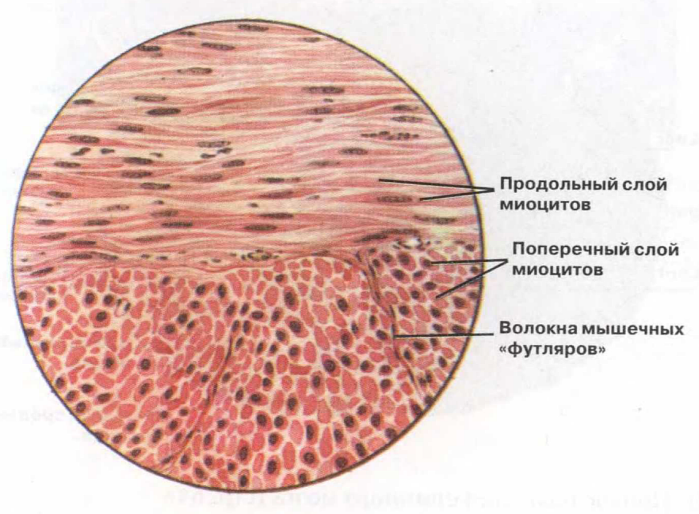 Продольный слой
миоцитов
Поперечный слой
миоцитов
Волокна мышечных
«футляров»